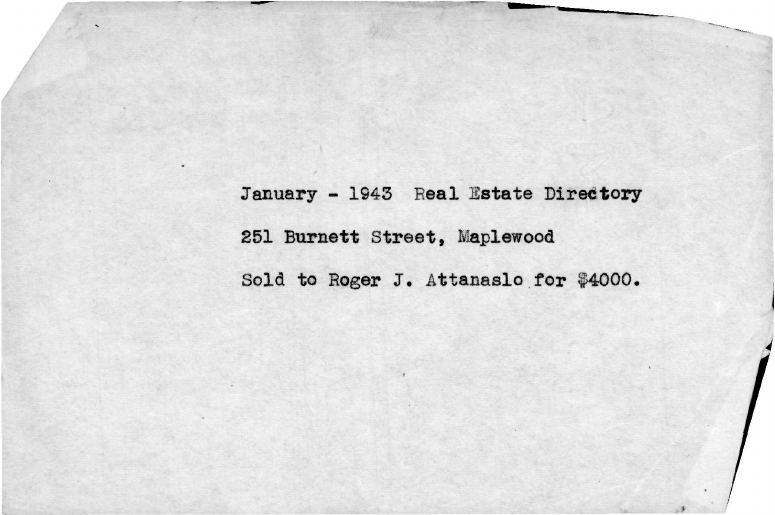 January - 1943 Real Estate Directory
251 Burnett Street, Maplewood
Sold to Roger J. Attanaslo for $4000.